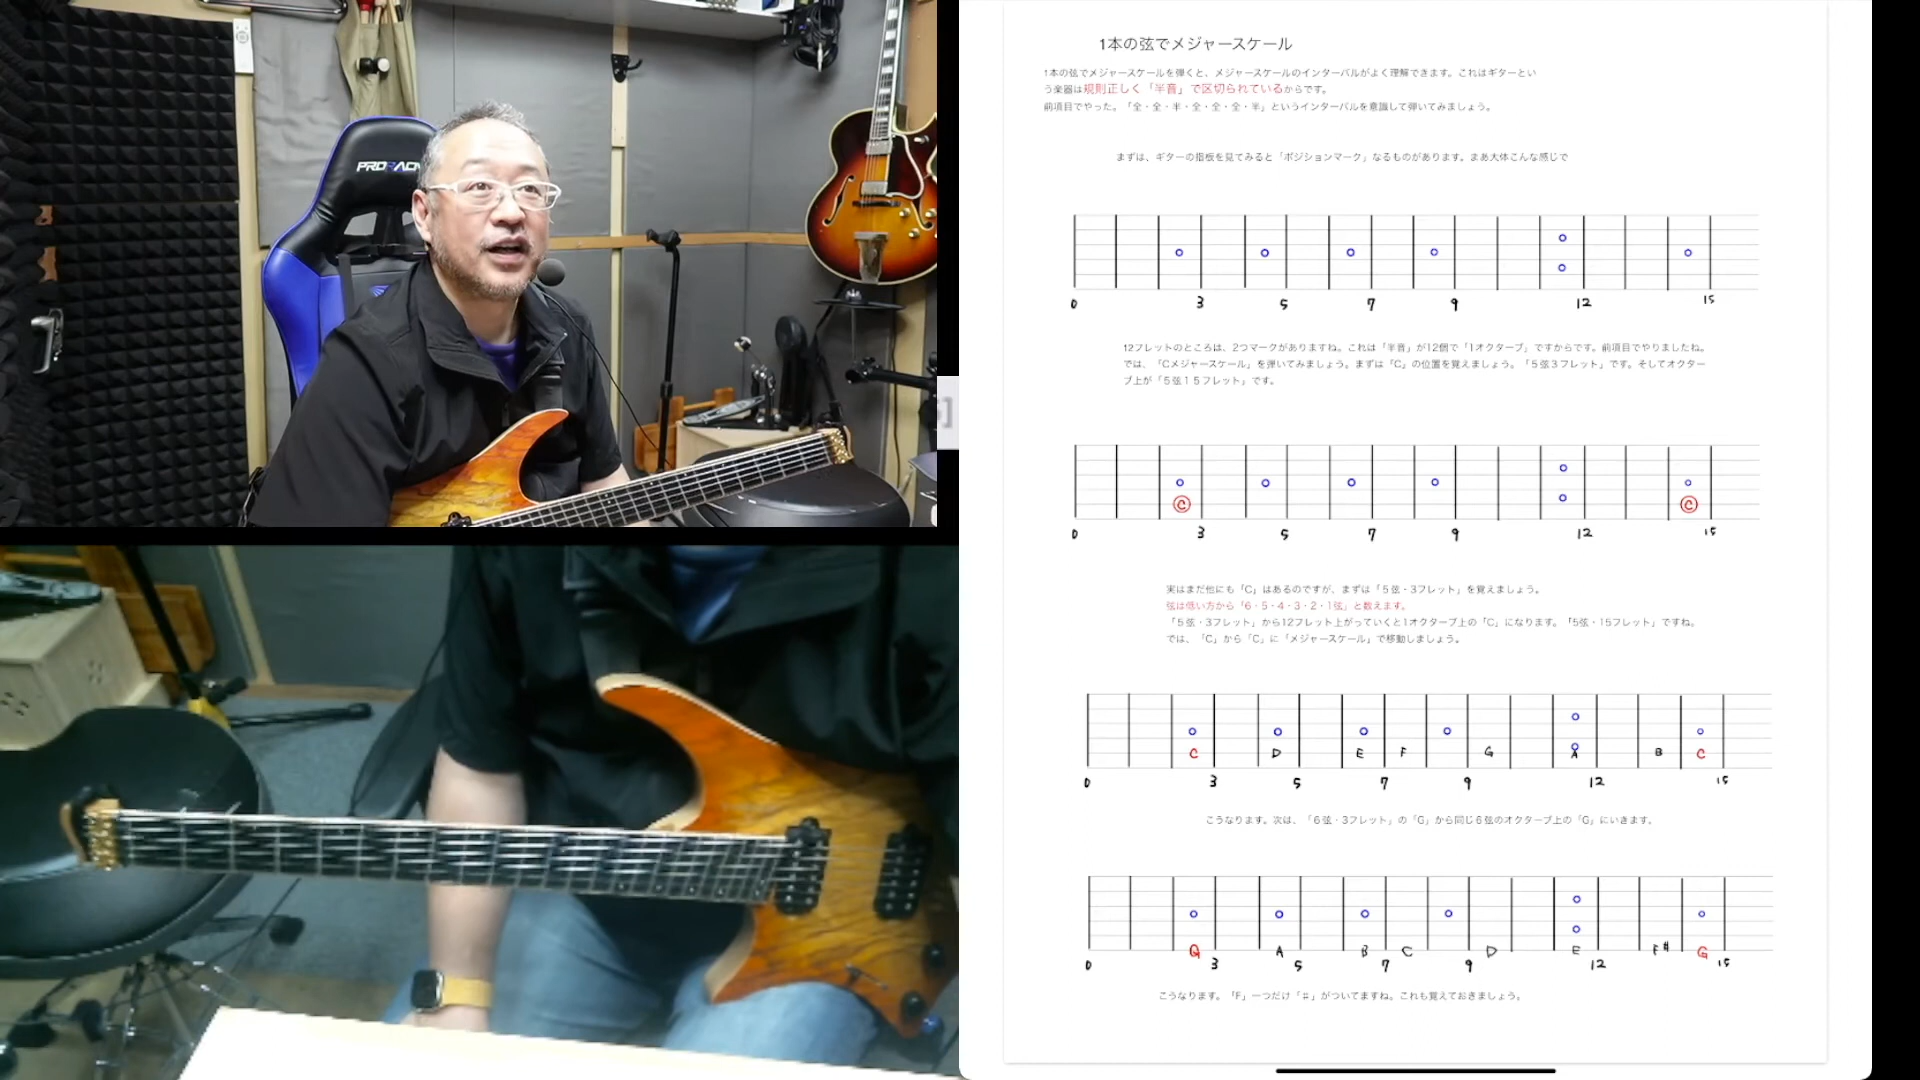 PRO
1本の弦でメジャースケール
1本の弦でメジャースケールを弾くと、メジャースケールのインターバルがよく理解できます。これはギターとい
う楽器は規則正しく「半音」で区切られているからです。
前項目でやった。「全・全・半・全・全・全・半」というインターバルを意識して弾いてみましょう。
まずは、ギターの指板を見てみると「ポジションマーク」なるものがあります。まあ大体こんな感じで
0 3 5 7 9 12 15
12フレットのところは、2つマークがありますね。これは「半音」が12個で「1オクターブ」ですからです。前項目でやりましたね。
では、「Cメジャースケール」を弾いてみましょう。まずは「C」の位置を覚えましょう。「５弦３フレット」です。そしてオクター
ブ上が「５弦１５フレット」です。
C C
0 3 5 7 9 12 15
実はまだ他にも「C」はあるのですが、まずは「５弦・3フレット」を覚えましょう。
弦は低い方から「6・5・4・3・2・1弦」と数えます。
「５弦・3フレット」から12フレット上がっていくと1オクターブ上の「C」になります。「5弦・15フレット」ですね。
では、「C」から「C」に「メジャースケール」で移動しましょう。
C D E F G A B C
0 3 5 7 9 12 15
こうなります。次は、「６弦・3フレット」の「G」から同じ６弦のオクターブ上の「G」にいきます。
G A B C D E F# G
0 3 5 7 9 12 15
こうなります。「F」一つだけ「♯」がついてますね。これも覚えておきましょう。